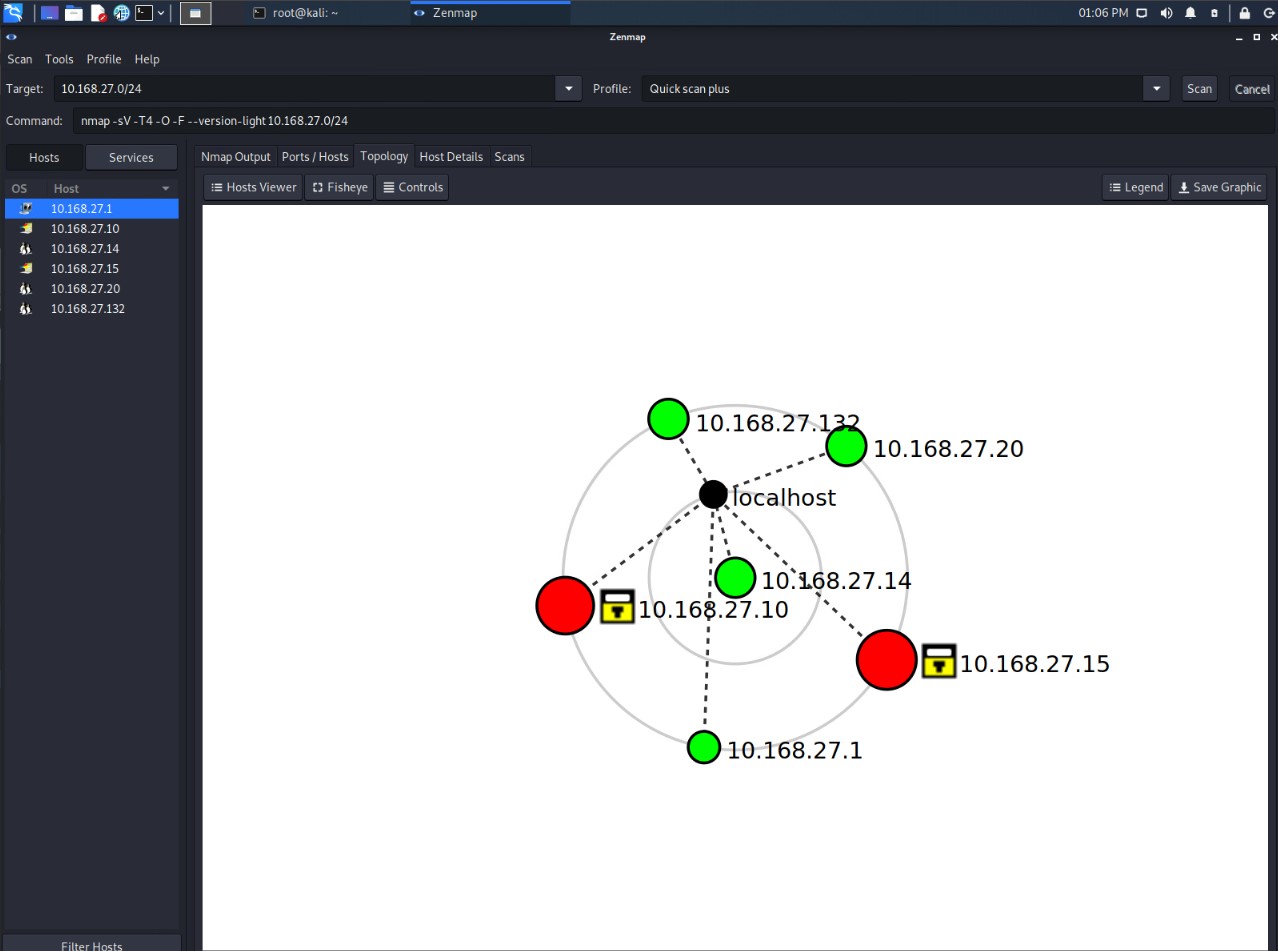 root@kali: ~ Zenmap 01:06 PM
Zenmap
Scan Tools Profile Help
Target: 10.168.27.0/24 Profile: Quick scan plus Scan Cancel
Command: nmap -sV -T4 -O -F --version-light 10.168.27.0/24
Hosts Services Nmap Output Ports / Hosts Topology Host Details Scans
OS Host Hosts Viewer Fisheye Controls Legend Save Graphic
10.168.27.1
10.168.27.10
10.168.27.14
10.168.27.15
10.168.27.20
10.168.27.132
10.168.27.132
10.168.27.20
localhost
10.168.27.14
10.168.27.10
10.168.27.15
10.168.27.1
Filter Hosts